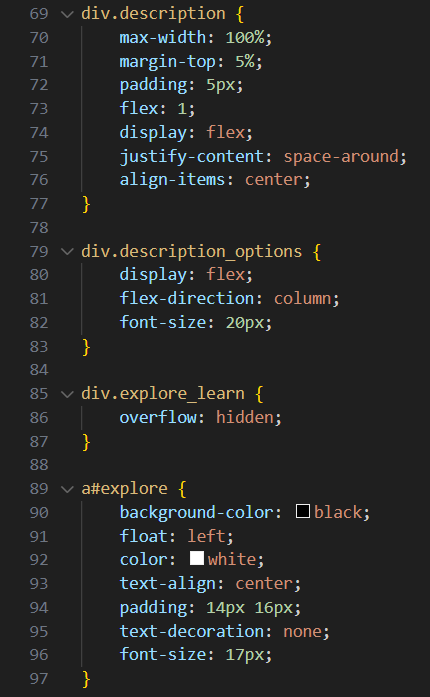 69 div.description {
70     max-width: 100%;
71     margin-top: 5%;
72     padding: 5px;
73     flex: 1;
74     display: flex;
75     justify-content: space-around;
76     align-items: center;
77 }
78
79 div.description_options {
80     display: flex;
81     flex-direction: column;
82     font-size: 20px;
83 }
84
85 div.explore_learn {
86     overflow: hidden;
87 }
88
89 a#explore {
90     background-color: black;
91     float: left;
92     color: white;
93     text-align: center;
94     padding: 14px 16px;
95     text-decoration: none;
96     font-size: 17px;
97 }